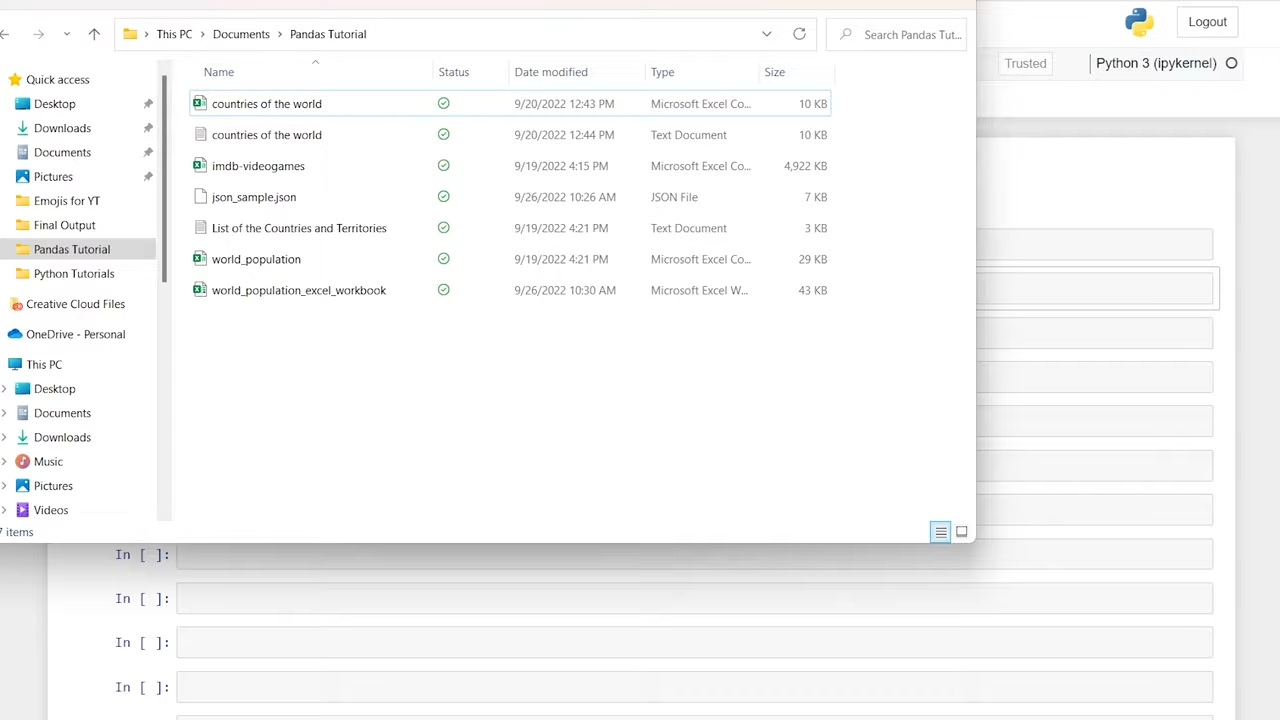 This PC > Documents > Pandas Tutorial
Search Pandas Tut...
Logout
Trusted
Python 3 (ipykernel)
Name Status Date modified Type Size
Quick access
Desktop
Downloads
Documents
Pictures
Emojis for YT
Final Output
Pandas Tutorial
Python Tutorials
Creative Cloud Files
OneDrive - Personal
This PC
Desktop
Documents
Downloads
Music
Pictures
Videos
countries of the world 9/20/2022 12:43 PM Microsoft Excel Co... 10 KB
countries of the world 9/20/2022 12:44 PM Text Document 10 KB
imdb-videogames 9/19/2022 4:15 PM Microsoft Excel Co... 4,922 KB
json_sample.json 9/26/2022 10:26 AM JSON File 7 KB
List of the Countries and Territories 9/19/2022 4:21 PM Text Document 3 KB
world_population 9/19/2022 4:21 PM Microsoft Excel Co... 29 KB
world_population_excel_workbook 9/26/2022 10:30 AM Microsoft Excel W... 43 KB
7 items
In [ ]:
In [ ]:
In [ ]:
In [ ]: